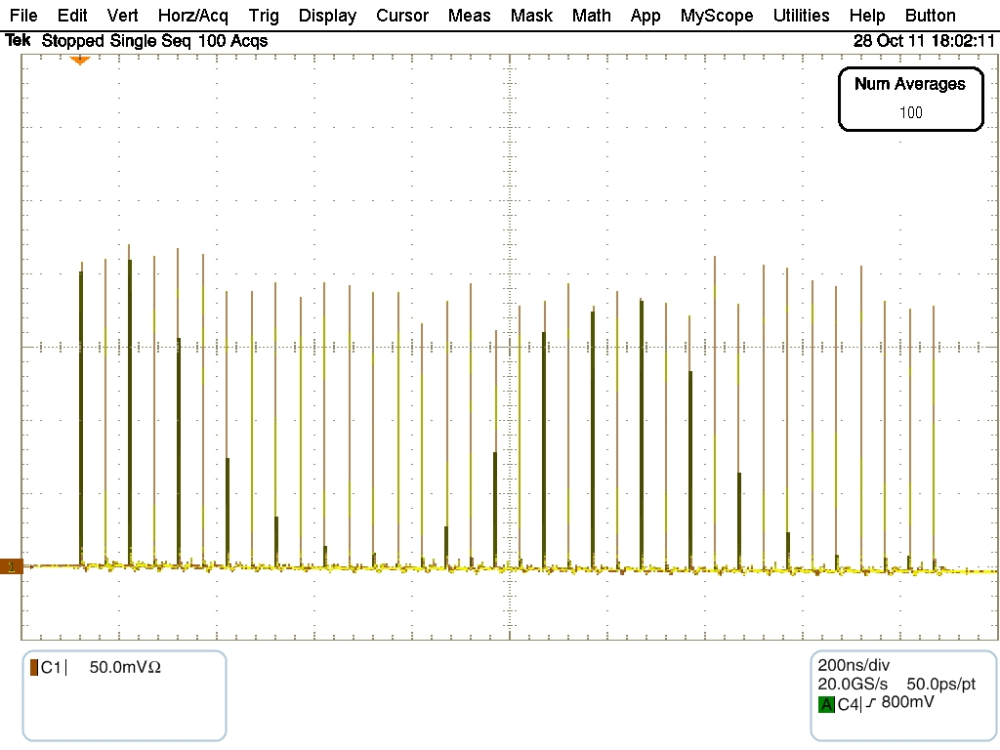 File Edit Vert Horz/Acq Trig Display Cursor Meas Mask Math App MyScope Utilities Help Button
Tek Stopped Single Seq 100 Acqs 28 Oct 11 18:02:11
Num Averages
100
1
C1 50.0mVΩ
200ns/div
20.0GS/s 50.0ps/pt
A C4 800mV